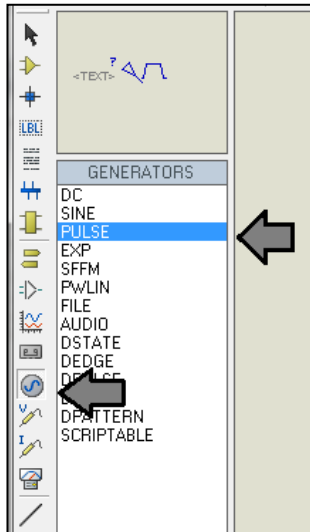 <TEXT>
?
LBL
GENERATORS
DC
SINE
PULSE
EXP
SFFM
PWLIN
FILE
AUDIO
DSTATE
DEDGE
DPATTERN
SCRIPTABLE
V
I